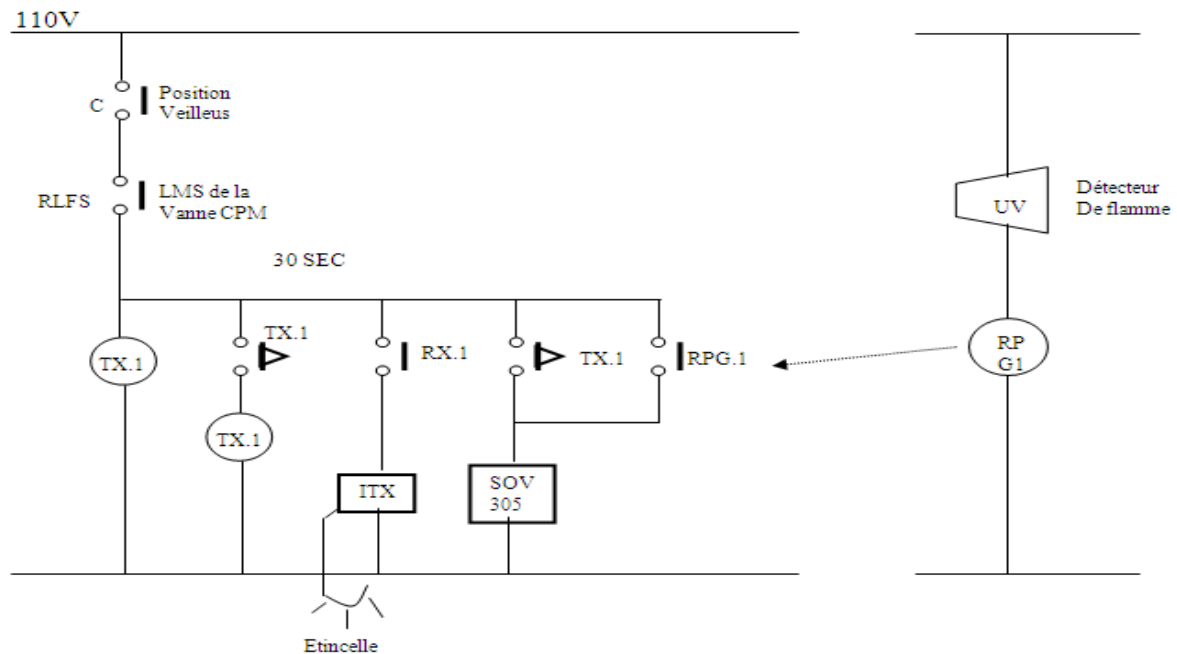 110V
C
Position
Veilleus
RLFS
LMS de la
Vanne CPM
30 SEC
TX.1
TX.1
RX.1
TX.1
RPG.1
TX.1
ITX
SOV
305
Etincelle
UV
Détecteur
De flamme
RP
G1